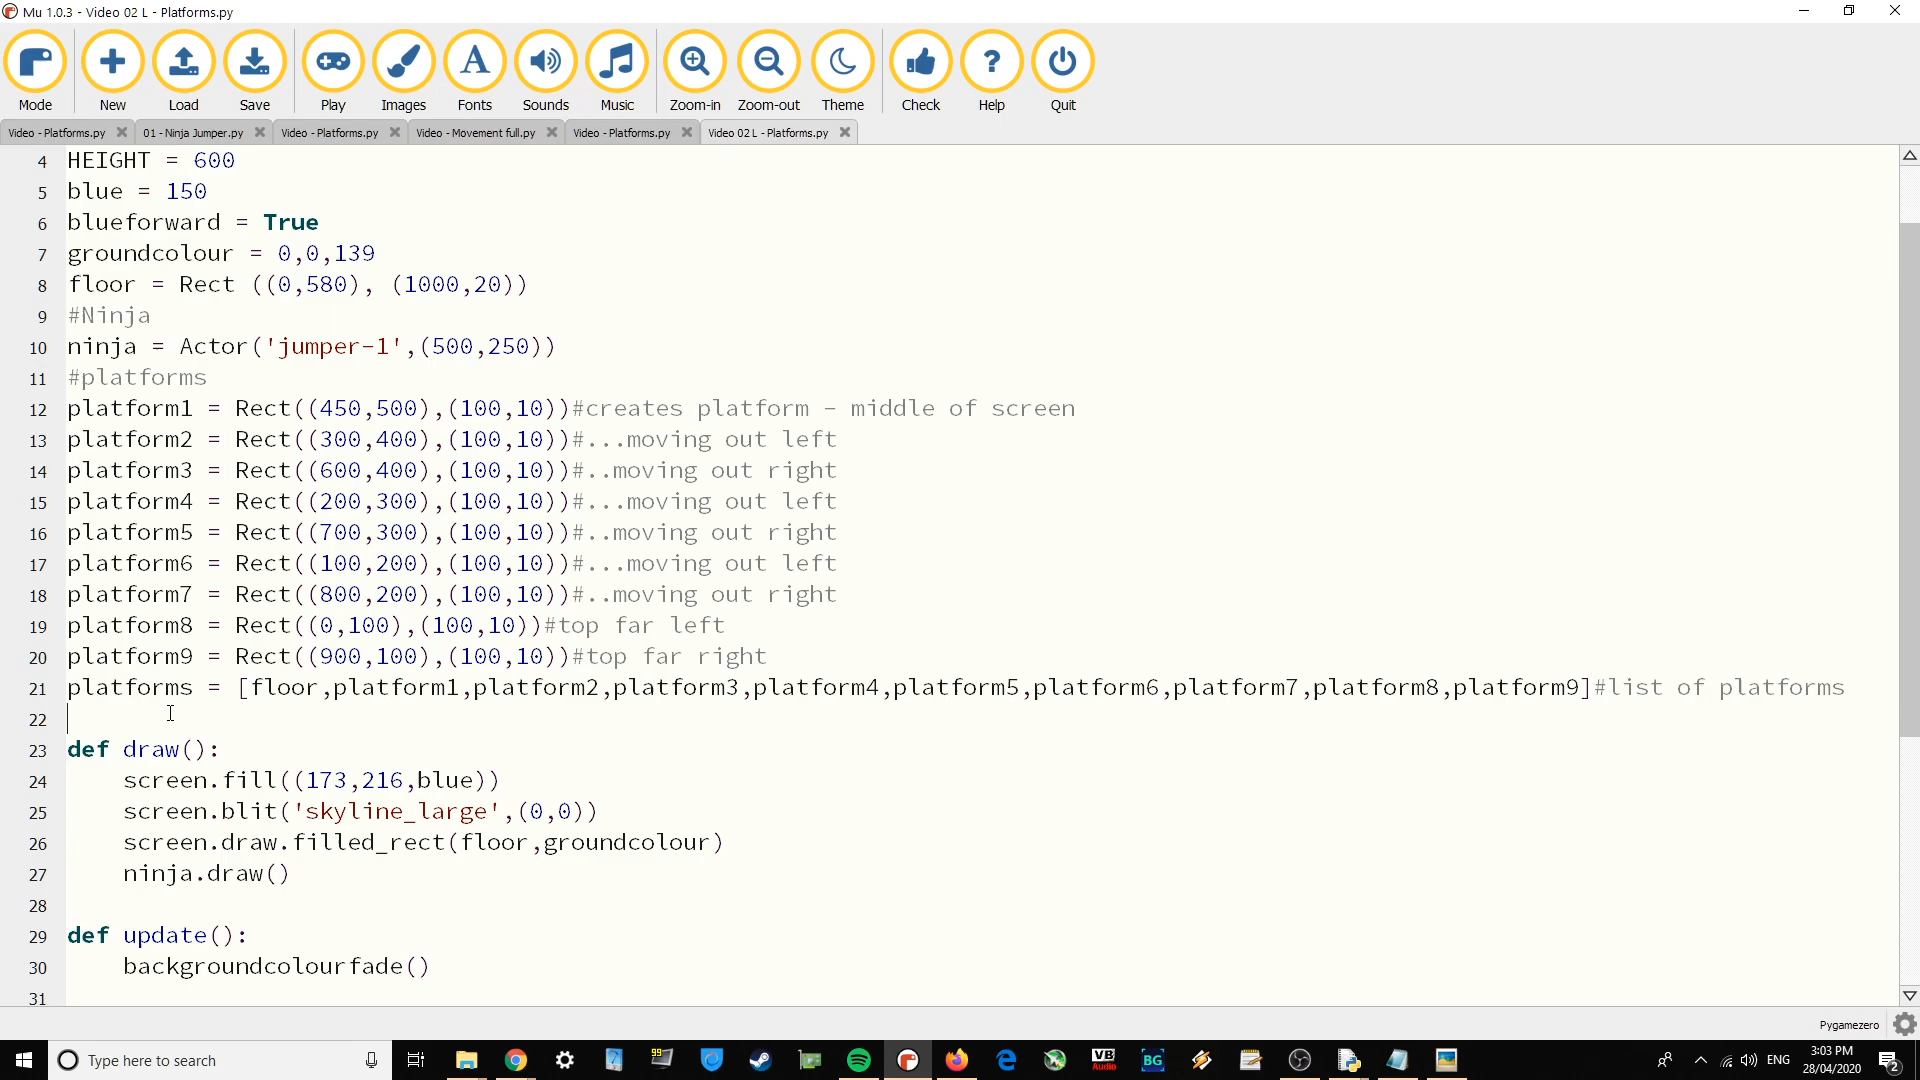 Mu 1.0.3 - Video 02 L - Platforms.py
Mode New Load Save Play Images Fonts Sounds Music Zoom-in Zoom-out Theme Check Help Quit
Video - Platforms.py 01 - Ninja Jumper.py Video - Platforms.py Video - Movement full.py Video - Platforms.py Video 02 L - Platforms.py
4 HEIGHT = 600
5 blue = 150
6 blueforward = True
7 groundcolour = 0,0,139
8 floor = Rect ((0,580), (1000,20))
9 #Ninja
10 ninja = Actor('jumper-1',(500,250))
11 #platforms
12 platform1 = Rect((450,500),(100,10))#creates platform - middle of screen
13 platform2 = Rect((300,400),(100,10))#...moving out left
14 platform3 = Rect((600,400),(100,10))#..moving out right
15 platform4 = Rect((200,300),(100,10))#...moving out left
16 platform5 = Rect((700,300),(100,10))#..moving out right
17 platform6 = Rect((100,200),(100,10))#...moving out left
18 platform7 = Rect((800,200),(100,10))#..moving out right
19 platform8 = Rect((0,100),(100,10))#top far left
20 platform9 = Rect((900,100),(100,10))#top far right
21 platforms = [floor,platform1,platform2,platform3,platform4,platform5,platform6,platform7,platform8,platform9]#list of platforms
22
23 def draw():
24 screen.fill((173,216,blue))
25 screen.blit('skyline_large',(0,0))
26 screen.draw.filled_rect(floor,groundcolour)
27 ninja.draw()
28
29 def update():
30 backgroundcolourfade()
31
Pygamezero
Type here to search
99
VB Audio
BG
ENG
3:03 PM
28/04/2020
2